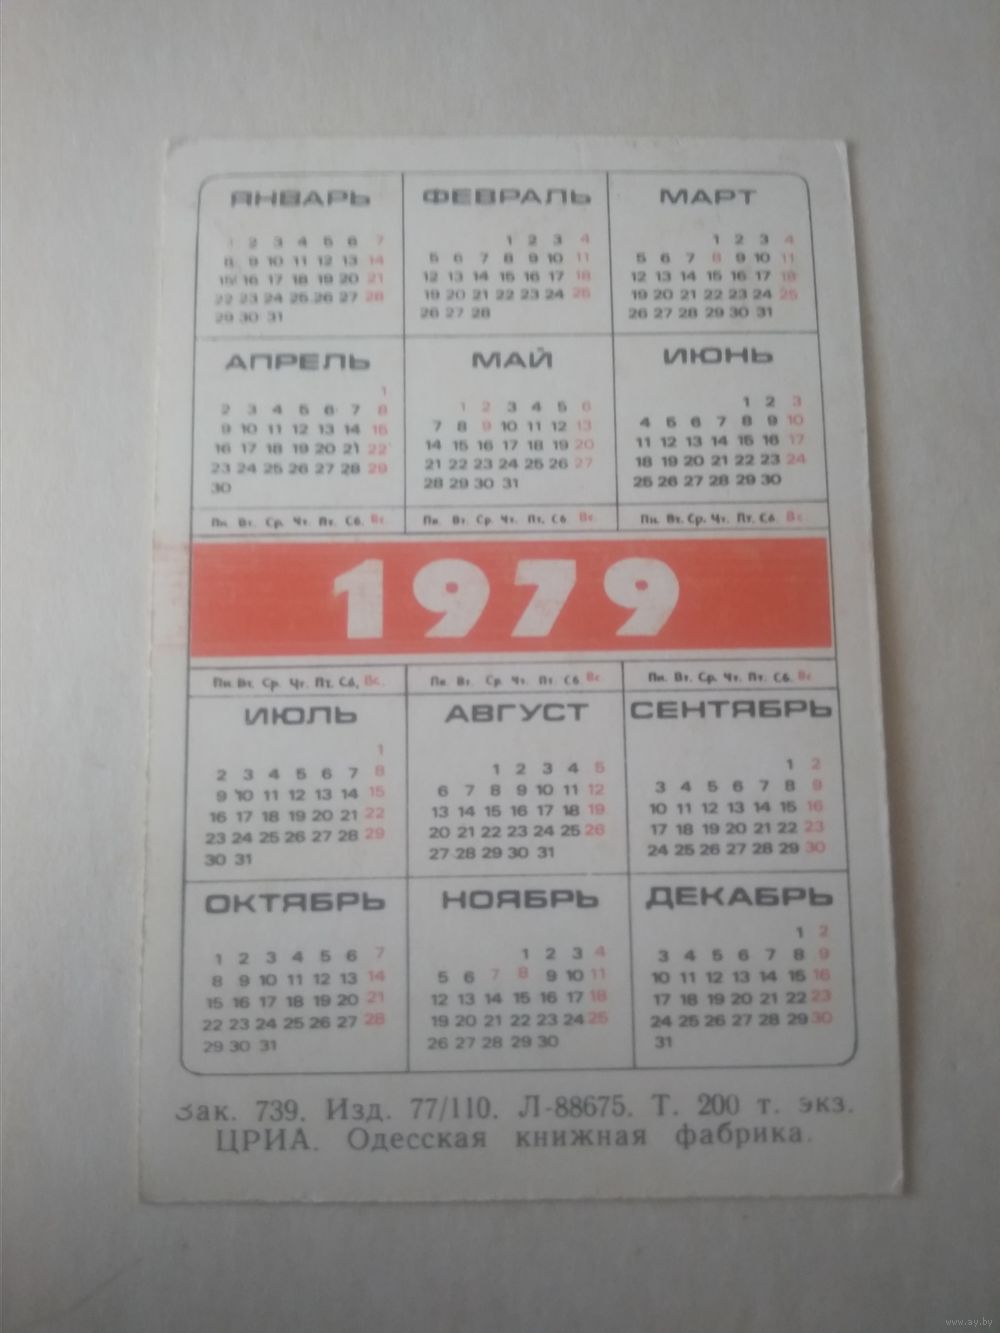 ЯНВАРЬ ФЕВРАЛЬ МАРТ
1 2 3 4 5 6 7 1 2 3 4 1 2 3 4
8 9 10 11 12 13 14 5 6 7 8 9 10 11 5 6 7 8 9 10 11
15 16 17 18 19 20 21 12 13 14 15 16 17 18 12 13 14 15 16 17 18
22 23 24 25 26 27 28 19 20 21 22 23 24 25 19 20 21 22 23 24 25
29 30 31 26 27 28 26 27 28 29 30 31
АПРЕЛЬ МАЙ ИЮНЬ
1 1 2 3 4 5 6 1 2 3
2 3 4 5 6 7 8 7 8 9 10 11 12 13 4 5 6 7 8 9 10
9 10 11 12 13 14 15 14 15 16 17 18 19 20 11 12 13 14 15 16 17
16 17 18 19 20 21 22 21 22 23 24 25 26 27 18 19 20 21 22 23 24
23 24 25 26 27 28 29 28 29 30 31 25 26 27 28 29 30
30
Пн. Вт. Ср. Чт. Пт. Сб. Вс. Пн. Вт. Ср. Чт. Пт. Сб. Вс. Пн. Вт. Ср. Чт. Пт. Сб. Вс.
1979
Пн. Вт. Ср. Чт. Пт. Сб. Вс. Пн. Вт. Ср. Чт. Пт. Сб. Вс. Пн. Вт. Ср. Чт. Пт. Сб. Вс.
ИЮЛЬ АВГУСТ СЕНТЯБРЬ
1 1 2 3 4 5 1 2
2 3 4 5 6 7 8 6 7 8 9 10 11 12 3 4 5 6 7 8 9
9 10 11 12 13 14 15 13 14 15 16 17 18 19 10 11 12 13 14 15 16
16 17 18 19 20 21 22 20 21 22 23 24 25 26 17 18 19 20 21 22 23
23 24 25 26 27 28 29 27 28 29 30 31 24 25 26 27 28 29 30
30 31
ОКТЯБРЬ НОЯБРЬ ДЕКАБРЬ
1 2 3 4 5 6 7 1 2 3 4 1 2
8 9 10 11 12 13 14 5 6 7 8 9 10 11 3 4 5 6 7 8 9
15 16 17 18 19 20 21 12 13 14 15 16 17 18 10 11 12 13 14 15 16
22 23 24 25 26 27 28 19 20 21 22 23 24 25 17 18 19 20 21 22 23
29 30 31 26 27 28 29 30 24 25 26 27 28 29 30
31
Зак. 739. Изд. 77/110. Л-88675. Т. 200 т. экз.
ЦРИА. Одесская книжная фабрика.
www.ay.by